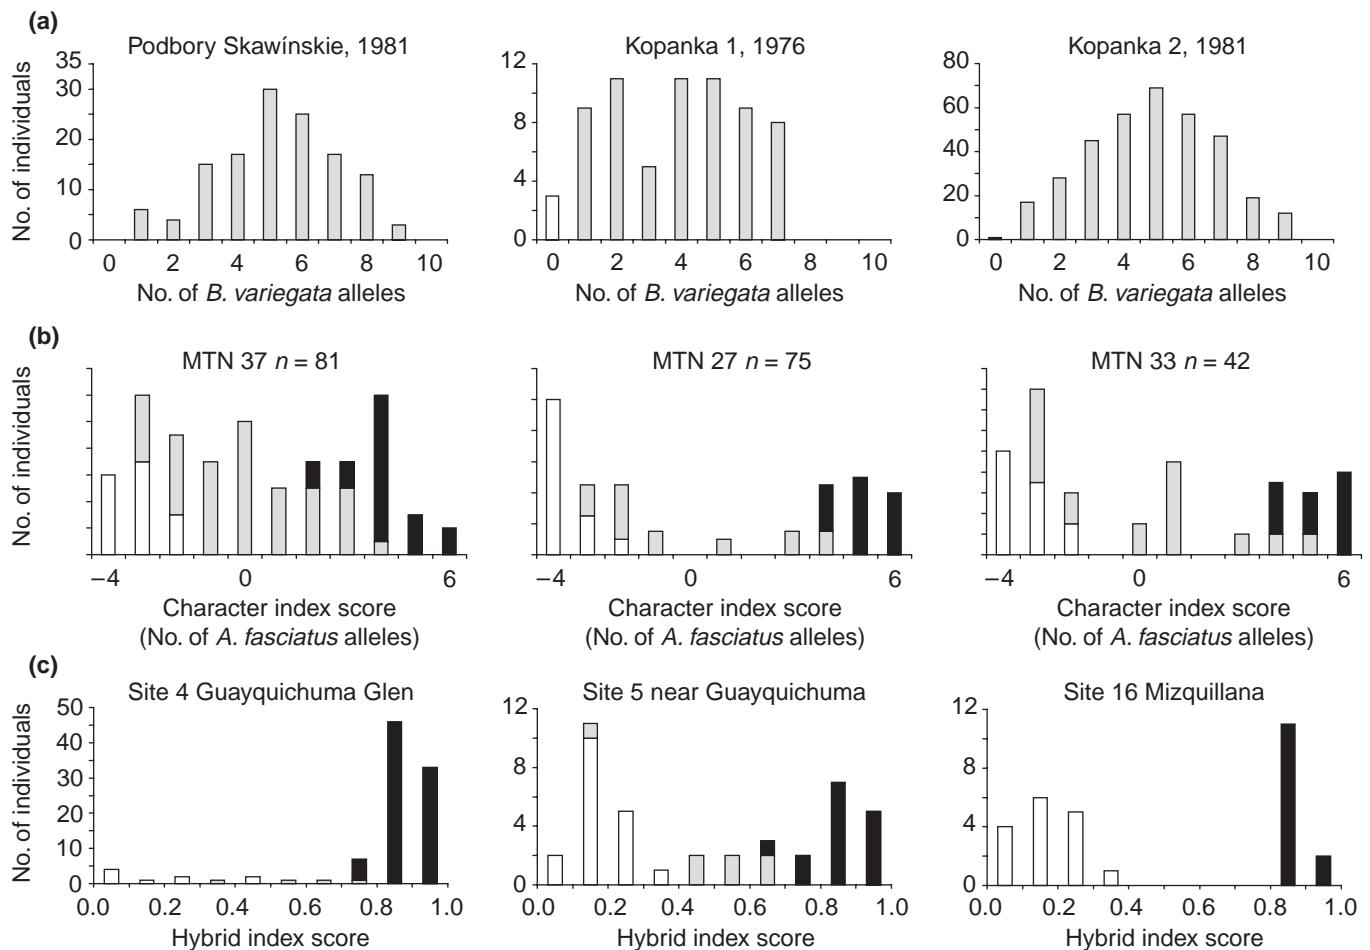 (a)
Podbory Skawínskie, 1981
Kopanka 1, 1976
Kopanka 2, 1981
No. of individuals
35
30
20
10
0
12
8
4
0
80
60
40
20
0
0 2 4 6 8 10
0 2 4 6 8 10
0 2 4 6 8 10
No. of B. variegata alleles
No. of B. variegata alleles
No. of B. variegata alleles
(b)
MTN 37 n = 81
MTN 27 n = 75
MTN 33 n = 42
No. of individuals
−4 0 6
−4 0 6
−4 0 6
Character index score
(No. of A. fasciatus alleles)
Character index score
(No. of A. fasciatus alleles)
Character index score
(No. of A. fasciatus alleles)
(c)
Site 4 Guayquichuma Glen
Site 5 near Guayquichuma
Site 16 Mizquillana
No. of individuals
50
40
30
20
10
0
12
8
4
0
12
8
4
0
0.0 0.2 0.4 0.6 0.8 1.0
0.0 0.2 0.4 0.6 0.8 1.0
0.0 0.2 0.4 0.6 0.8 1.0
Hybrid index score
Hybrid index score
Hybrid index score